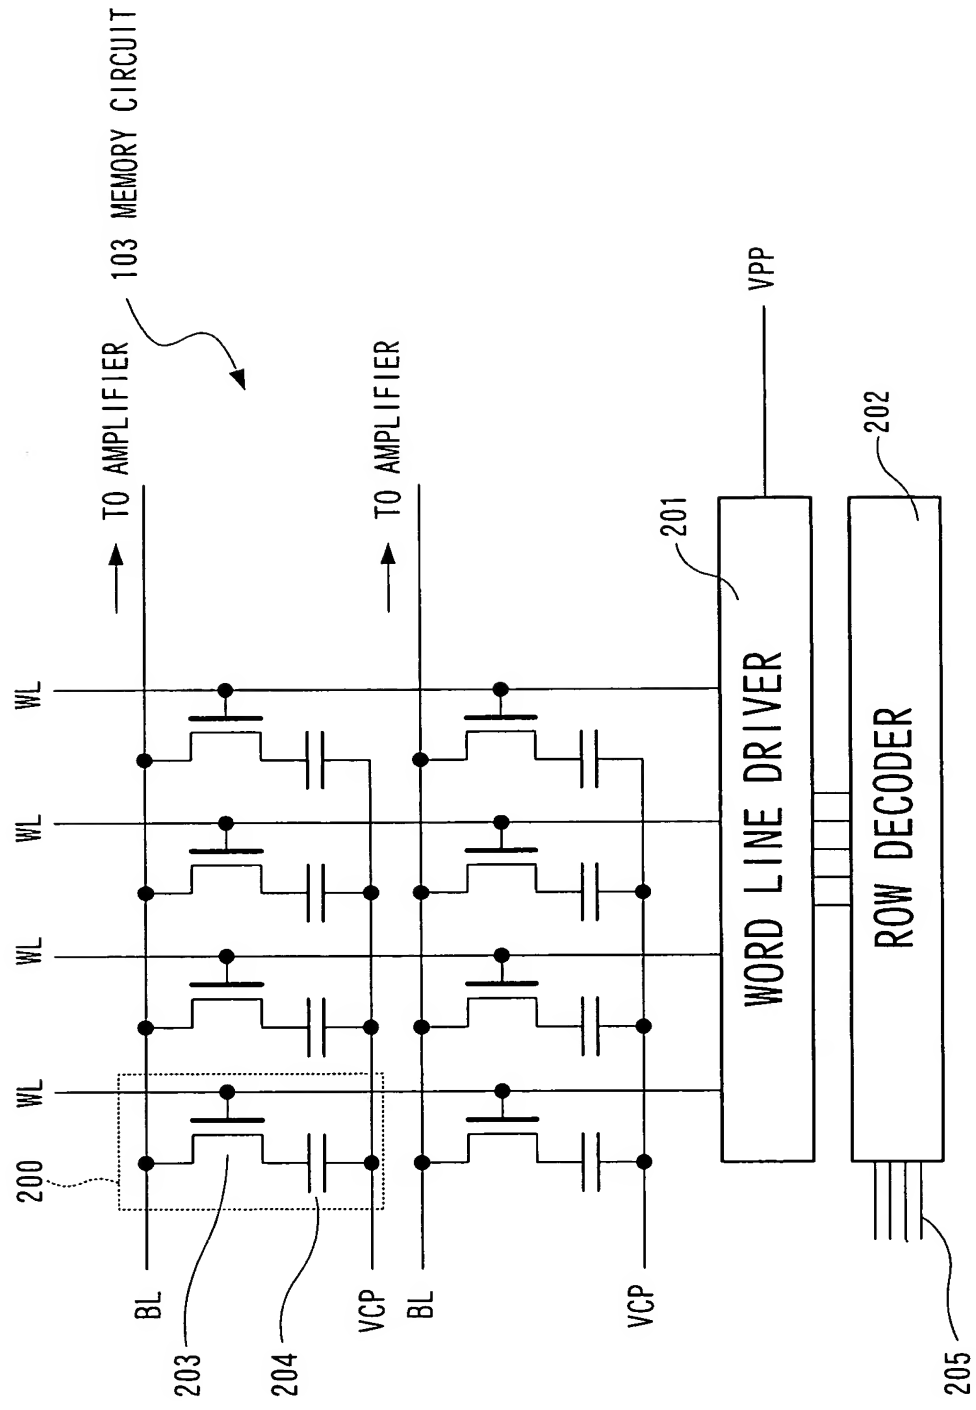 103 MEMORY CIRCUIT
TO AMPLIFIER
TO AMPLIFIER
WL
WL
WL
WL
200
BL
203
204
VCP
BL
VCP
201
WORD LINE DRIVER
VPP
202
ROW DECODER
205